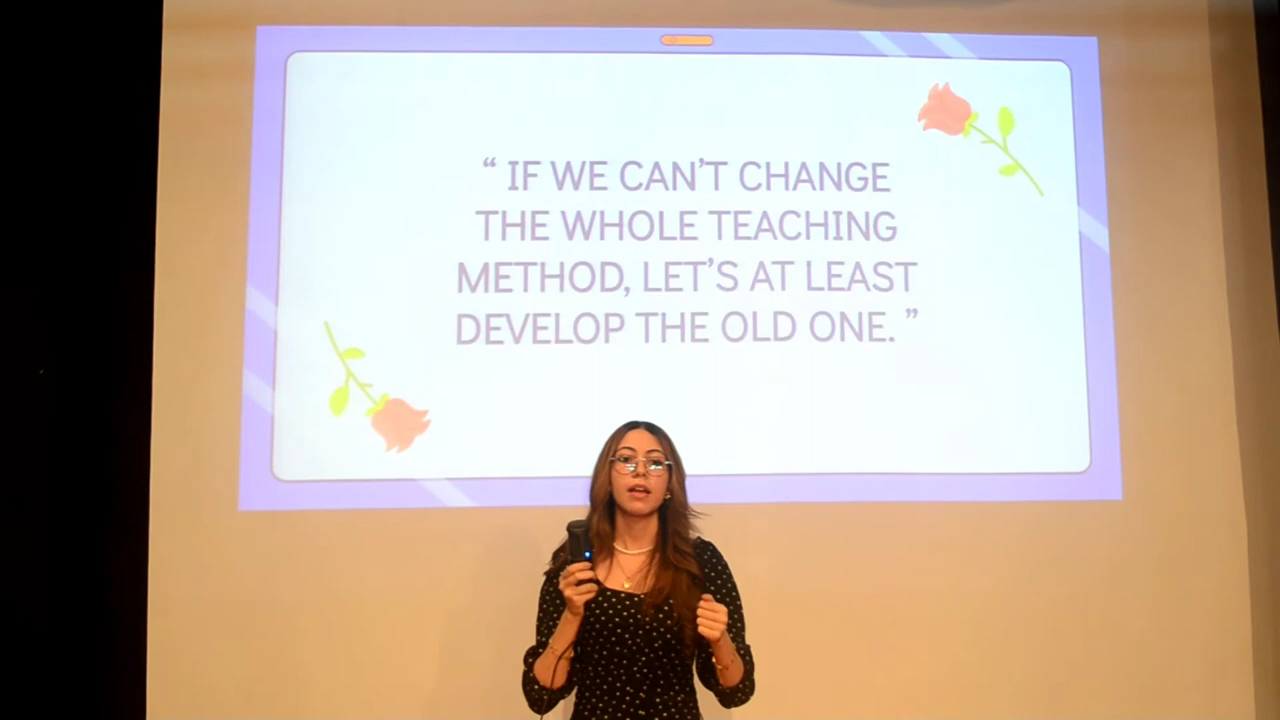 “ IF WE CAN’T CHANGE
THE WHOLE TEACHING
METHOD, LET’S AT LEAST
DEVELOP THE OLD ONE. ”